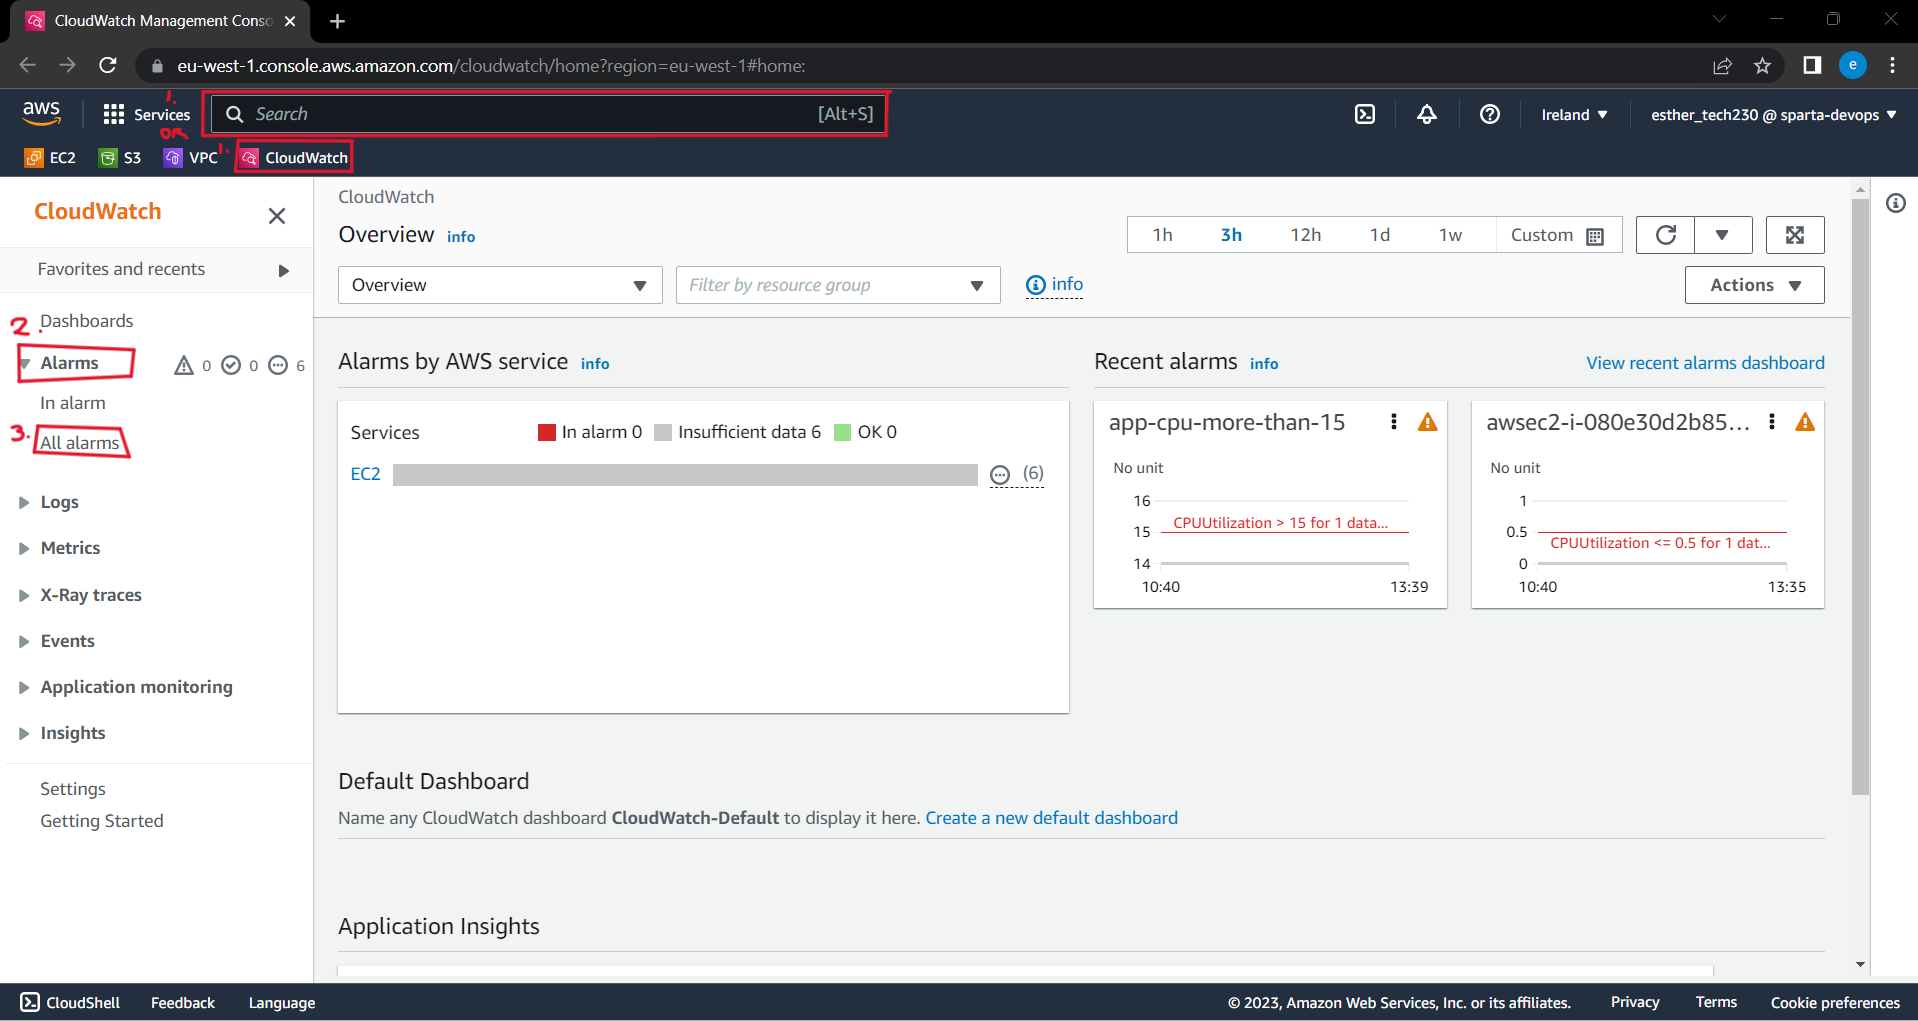 CloudWatch Management Conso
eu-west-1.console.aws.amazon.com/cloudwatch/home?region=eu-west-1#home:
e
aws
Services
1.
OR
Search
[Alt+S]
Ireland
esther_tech230 @ sparta-devops
EC2
S3
VPC
1.
CloudWatch
CloudWatch
Favorites and recents
2.
Dashboards
Alarms
0
0
6
In alarm
3.
All alarms
Logs
Metrics
X-Ray traces
Events
Application monitoring
Insights
Settings
Getting Started
CloudWatch
Overview info
1h
3h
12h
1d
1w
Custom
Overview
Filter by resource group
info
Actions
Alarms by AWS service info
Services
In alarm 0
Insufficient data 6
OK 0
EC2
(6)
Recent alarms info
View recent alarms dashboard
app-cpu-more-than-15
No unit
16
CPUUtilization > 15 for 1 data...
15
14
10:40
13:39
awsec2-i-080e30d2b85...
No unit
1
0.5
CPUUtilization <= 0.5 for 1 dat...
0
10:40
13:35
Default Dashboard
Name any CloudWatch dashboard CloudWatch-Default to display it here. Create a new default dashboard
Application Insights
CloudShell
Feedback
Language
© 2023, Amazon Web Services, Inc. or its affiliates.
Privacy
Terms
Cookie preferences